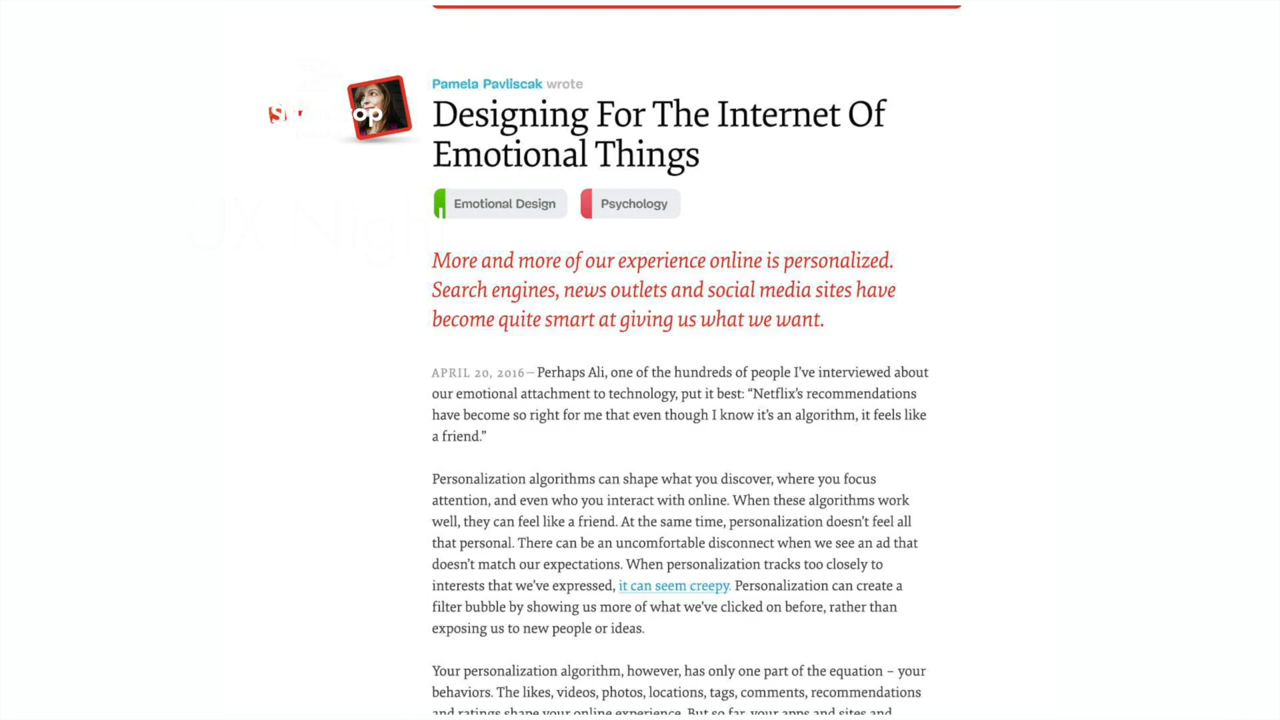 Pamela Pavliscak wrote
Designing For The Internet Of
Emotional Things
Emotional Design
Psychology
More and more of our experience online is personalized.
Search engines, news outlets and social media sites have
become quite smart at giving us what we want.
APRIL 20, 2016 — Perhaps Ali, one of the hundreds of people I’ve interviewed about
our emotional attachment to technology, put it best: “Netflix’s recommendations
have become so right for me that even though I know it’s an algorithm, it feels like
a friend.”
Personalization algorithms can shape what you discover, where you focus
attention, and even who you interact with online. When these algorithms work
well, they can feel like a friend. At the same time, personalization doesn’t feel all
that personal. There can be an uncomfortable disconnect when we see an ad that
doesn’t match our expectations. When personalization tracks too closely to
interests that we’ve expressed, it can seem creepy. Personalization can create a
filter bubble by showing us more of what we’ve clicked on before, rather than
exposing us to new people or ideas.
Your personalization algorithm, however, has only one part of the equation – your
behaviors. The likes, videos, photos, locations, tags, comments, recommendations
and ratings shape your online experience. But so far, your apps and sites and